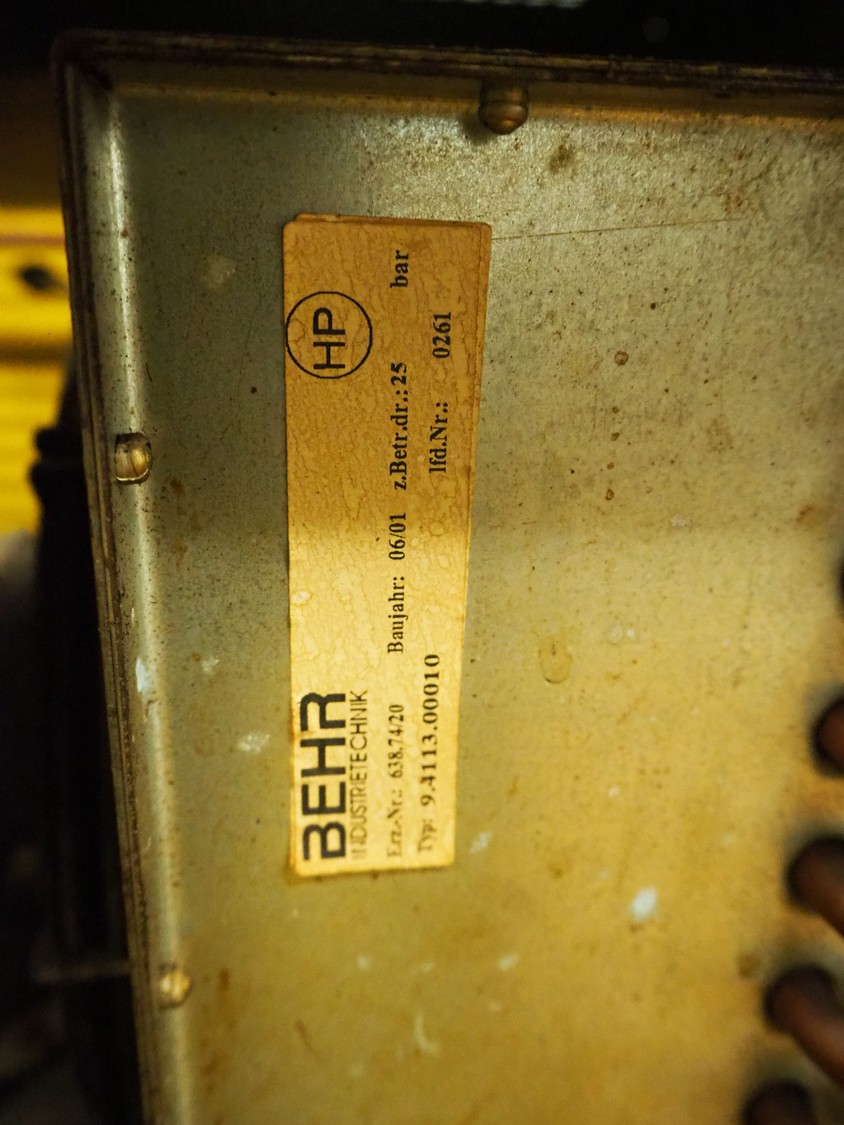 BEHR HP
INDUSTRIETECHNIK
Erz.-Nr.: 638.74/20 Baujahr: 06/01 z.Betr.dr.: 25 bar
Typ: 9.4113.00010 lfd.Nr.: 0261